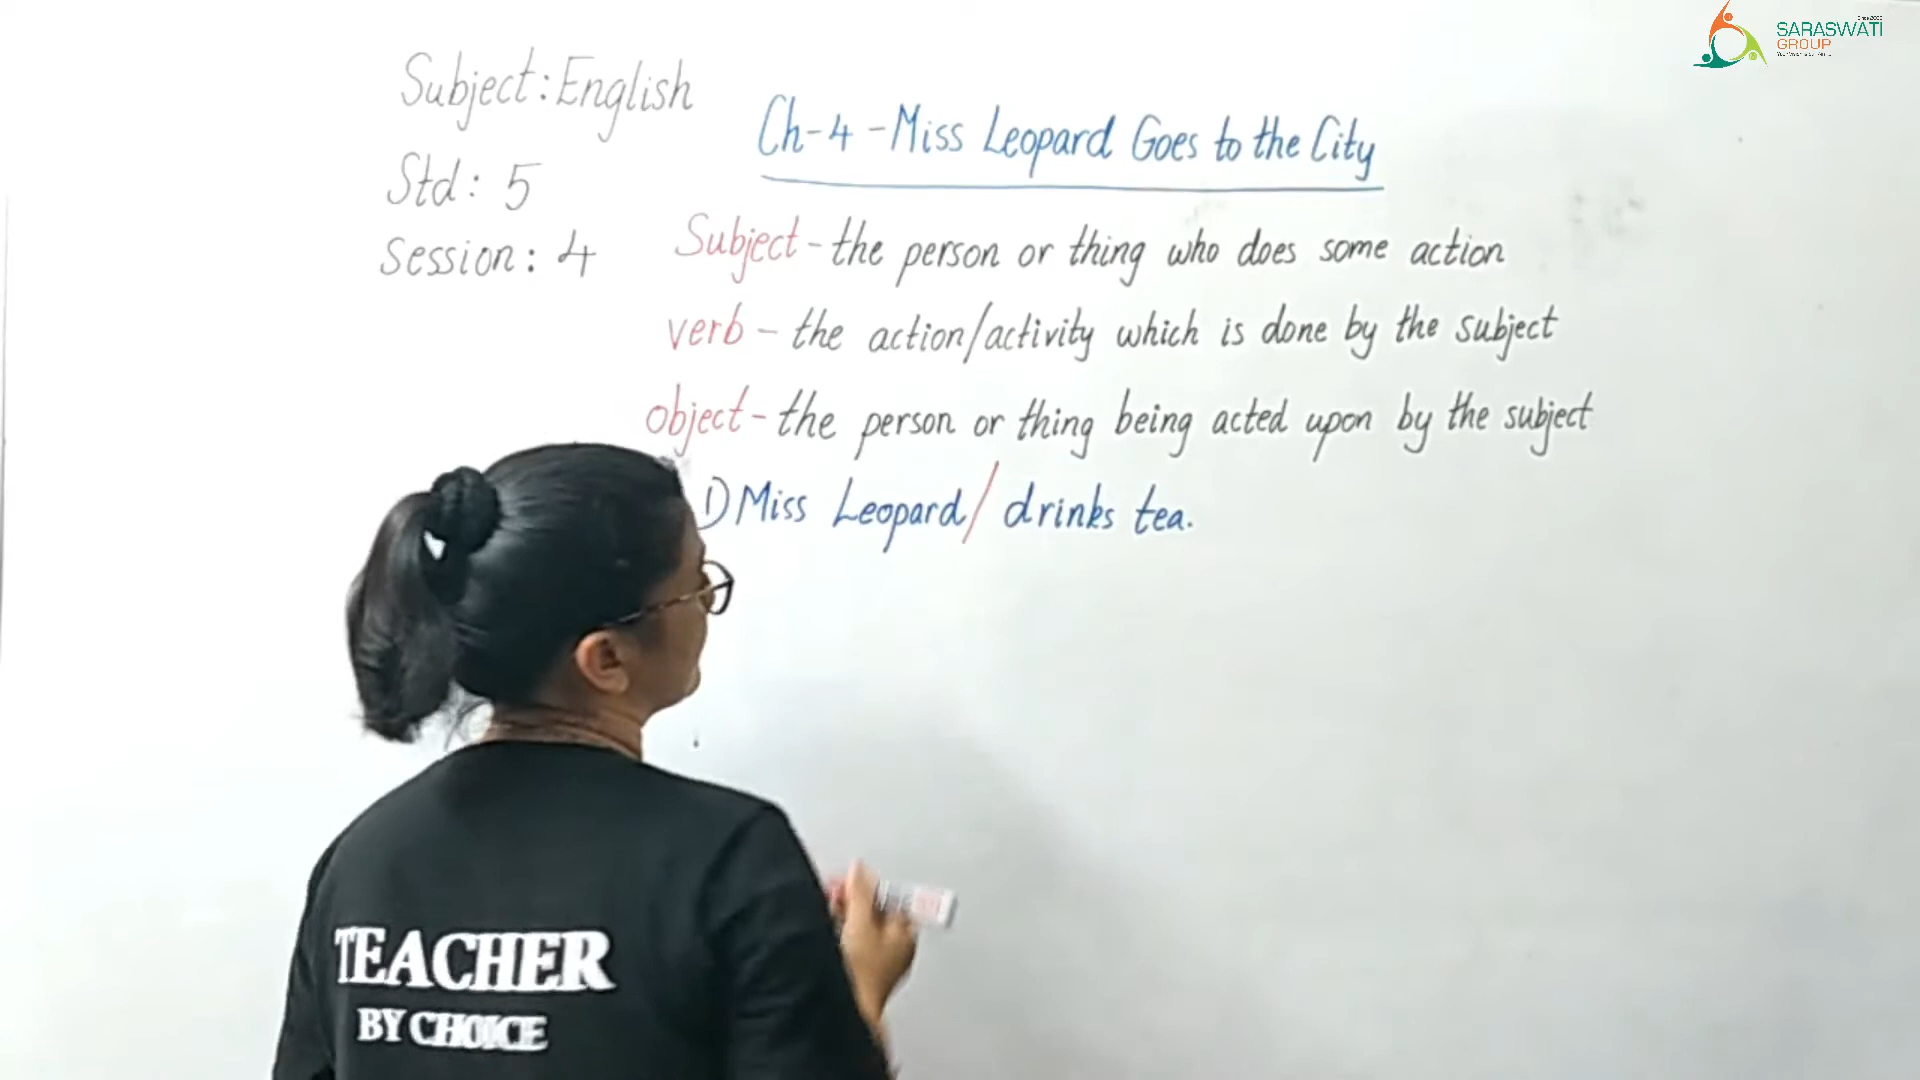 Subject: English
Std: 5
Session: 4
Ch-4-Miss Leopard Goes to the City
Subject - the person or thing who does some action
verb - the action/activity which is done by the subject
object - the person or thing being acted upon by the subject
1) Miss Leopard/ drinks tea.
TEACHER
BY CHOICE
SARASWATI
GROUP